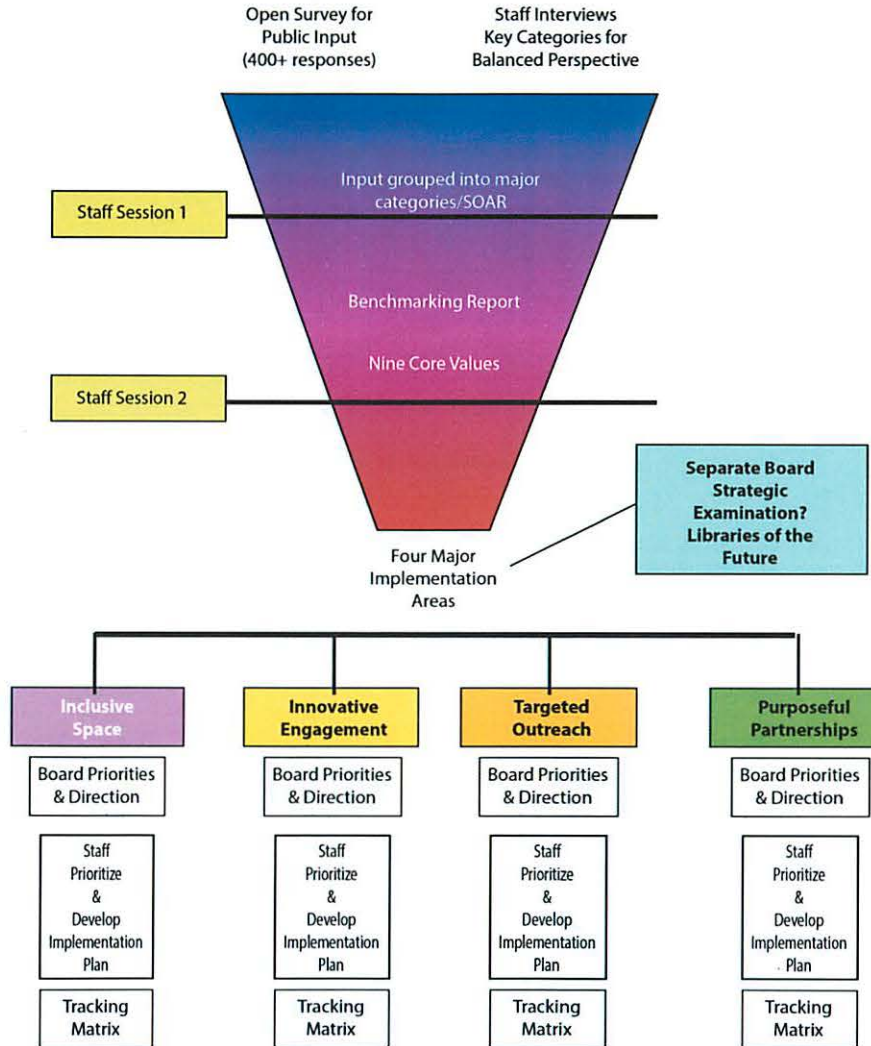 Open Survey for
Public Input
(400+ responses)
Staff Interviews
Key Categories for
Balanced Perspective
Input grouped into major
categories/SOAR
Staff Session 1
Benchmarking Report
Nine Core Values
Staff Session 2
Separate Board
Strategic
Examination?
Libraries of the
Future
Four Major
Implementation
Areas
Inclusive
Space
Innovative
Engagement
Targeted
Outreach
Purposeful
Partnerships
Board Priorities
& Direction
Board Priorities
& Direction
Board Priorities
& Direction
Board Priorities
& Direction
Staff
Prioritize
&
Develop
Implementation
Plan
Staff
Prioritize
&
Develop
Implementation
Plan
Staff
Prioritize
&
Develop
Implementation
Plan
Staff
Prioritize
&
Develop
Implementation
Plan
Tracking
Matrix
Tracking
Matrix
Tracking
Matrix
Tracking
Matrix